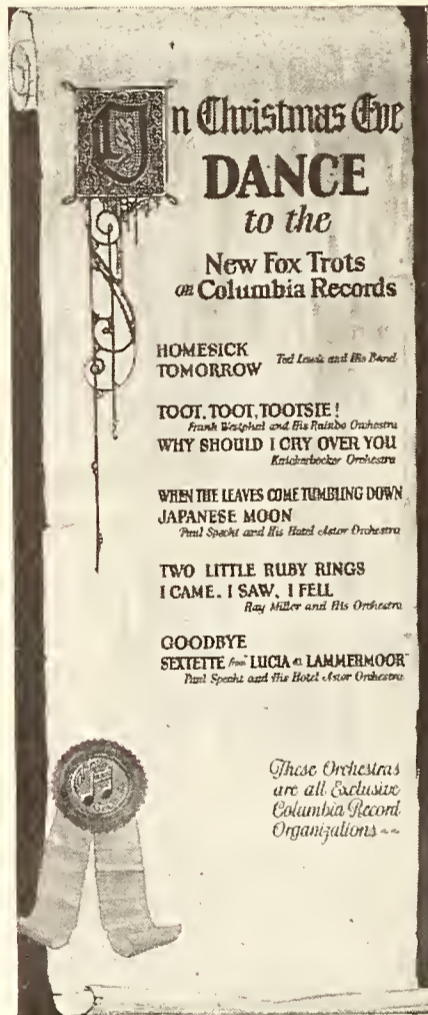 On Christmas Eve
DANCE
to the
New Fox Trots
on Columbia Records
HOMESICK
TOMORROW Ted Lewis and His Band
TOOT, TOOT, TOOTSIE!
Frank Westphal and His Rainbo Orchestra
WHY SHOULD I CRY OVER YOU
Knickerbocker Orchestra
WHEN THE LEAVES COME TUMBLING DOWN
JAPANESE MOON
Paul Specht and His Hotel Astor Orchestra
TWO LITTLE RUBY RINGS
I CAME, I SAW, I FELL
Ray Miller and His Orchestra
GOODBYE
SEXTETTE from "LUCIA di LAMMERMOOR"
Paul Specht and His Hotel Astor Orchestra
These Orchestras
are all Exclusive
Columbia Record
Organizations ~~